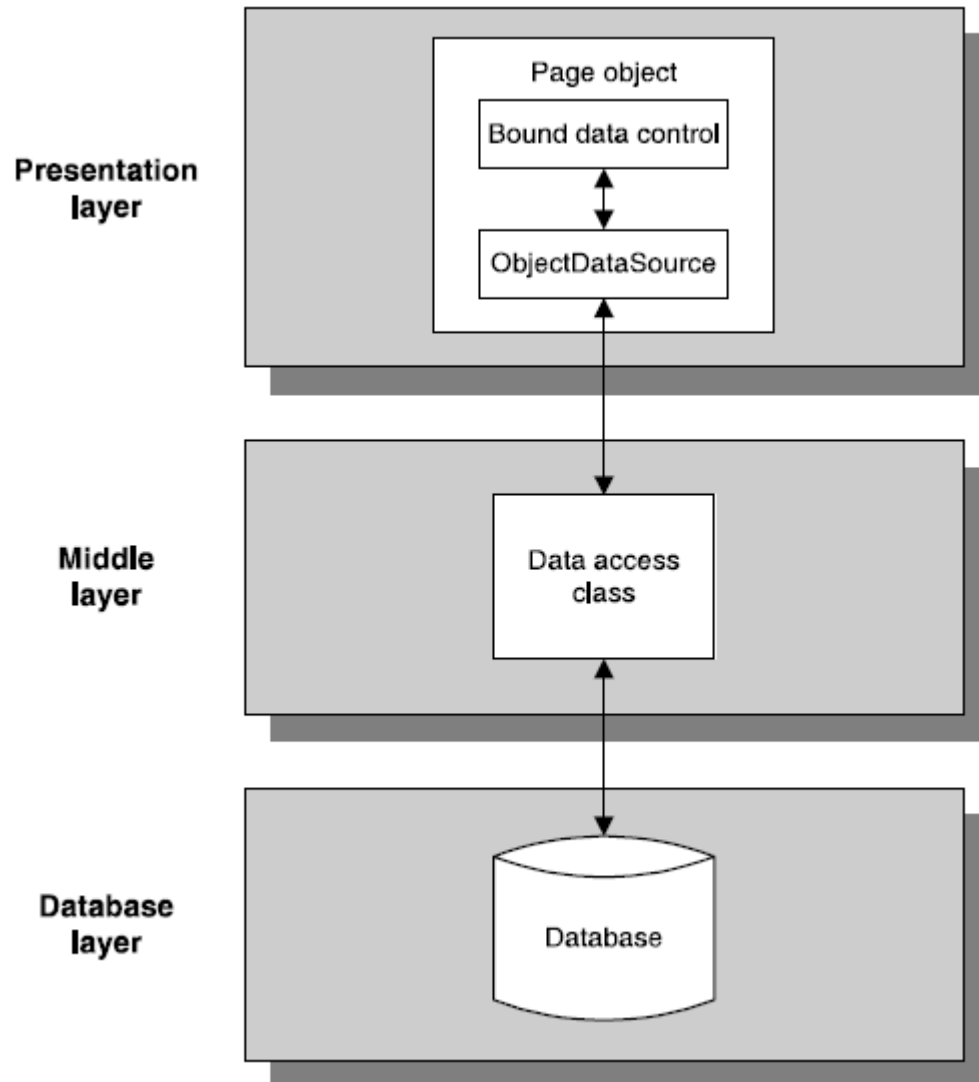 Page object
Bound data control
Presentation
layer
ObjectDataSource
Middle
layer
Data access
class
Database
layer
Database